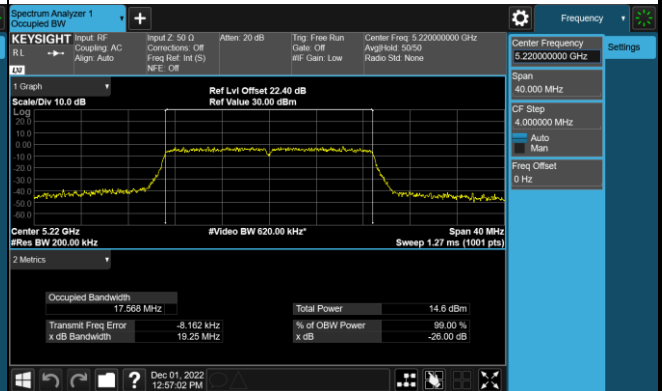 Spectrum Analyzer 1
Occupied BW
Frequency
KEYSIGHT Input: RF Input Z: 50 Ω Atten: 20 dB Trig: Free Run Center Freq: 5.220000000 GHz
RL Coupling: AC Corrections: Off Gate: Off Avg|Hold: 50/50
Align: Auto Freq Ref: Int (S) #IF Gain: Low Radio Std: None
NFE: Off
LXI
Center Frequency
5.220000000 GHz
Settings
Span
40.000 MHz
CF Step
4.000000 MHz
Auto
Man
Freq Offset
0 Hz
1 Graph
Ref Lvl Offset 22.40 dB
Scale/Div 10.0 dB Ref Value 30.00 dBm
Log
20.0
10.0
0.00
-10.0
-20.0
-30.0
-40.0
-50.0
-60.0
Center 5.22 GHz #Video BW 620.00 kHz* Span 40 MHz
#Res BW 200.00 kHz Sweep 1.27 ms (1001 pts)
2 Metrics
Occupied Bandwidth
17.568 MHz Total Power 14.6 dBm
Transmit Freq Error -8.162 kHz % of OBW Power 99.00 %
x dB Bandwidth 19.25 MHz x dB -26.00 dB
? Dec 01, 2022
12:57:02 PM